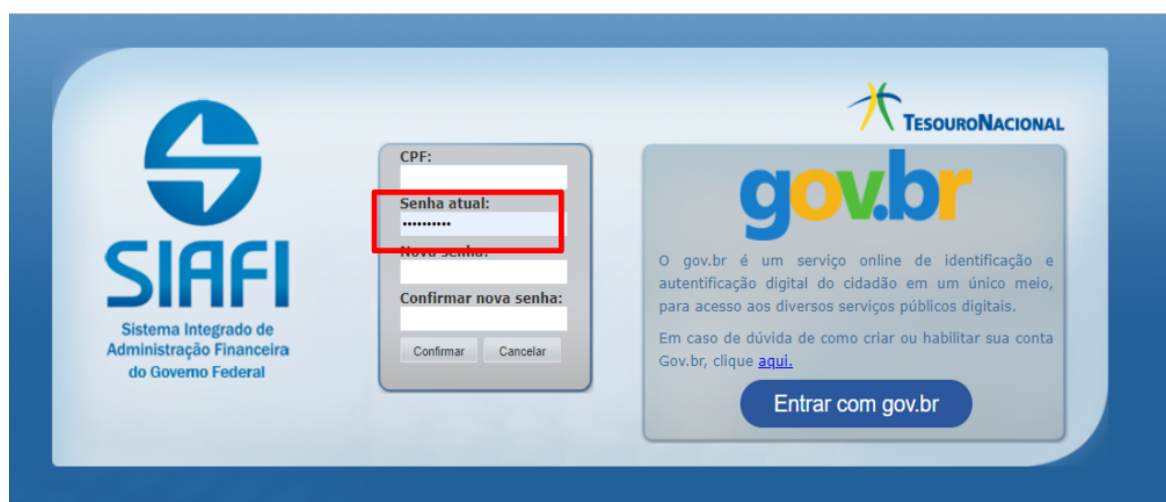 SIAFI
Sistema Integrado de
Administração Financeira
do Governo Federal
CPF:
Senha atual:
••••••••••
Nova senha:
Confirmar nova senha:
Confirmar Cancelar
TESOURONACIONAL
gov.br
O gov.br é um serviço online de identificação e
autentificação digital do cidadão em um único meio,
para acesso aos diversos serviços públicos digitais.
Em caso de dúvida de como criar ou habilitar sua conta
Gov.br, clique aqui.
Entrar com gov.br